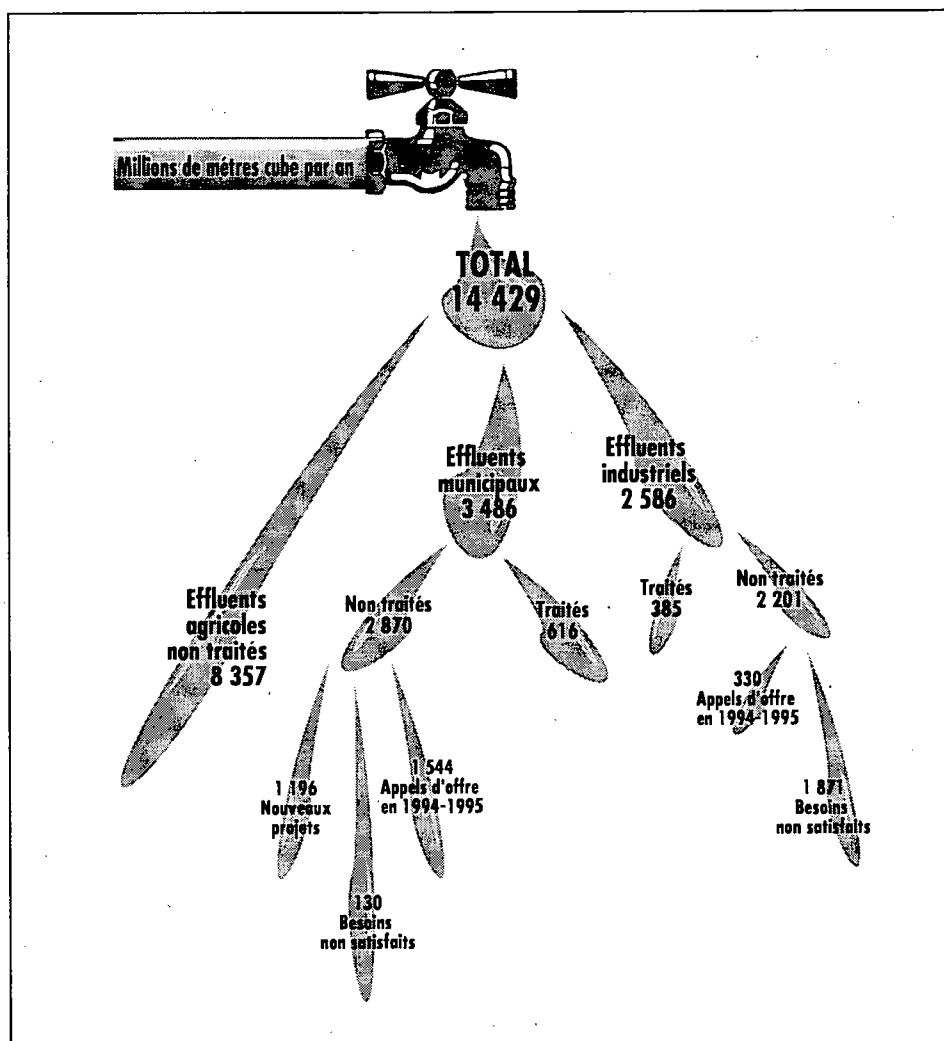 Millions de métres cube par an
TOTAL
14 429
Effluents
agricoles
non traités
8 357
Effluents
municipaux
3 486
Effluents
industriels
2 586
Non traités
2 870
Traités
616
Traités
385
Non traités
2 201
1 196
Nouveaux
projets
130
Besoins
non satisfaits
1 544
Appels d'offre
en 1994-1995
330
Appels d'offre
en 1994-1995
1 871
Besoins
non satisfaits